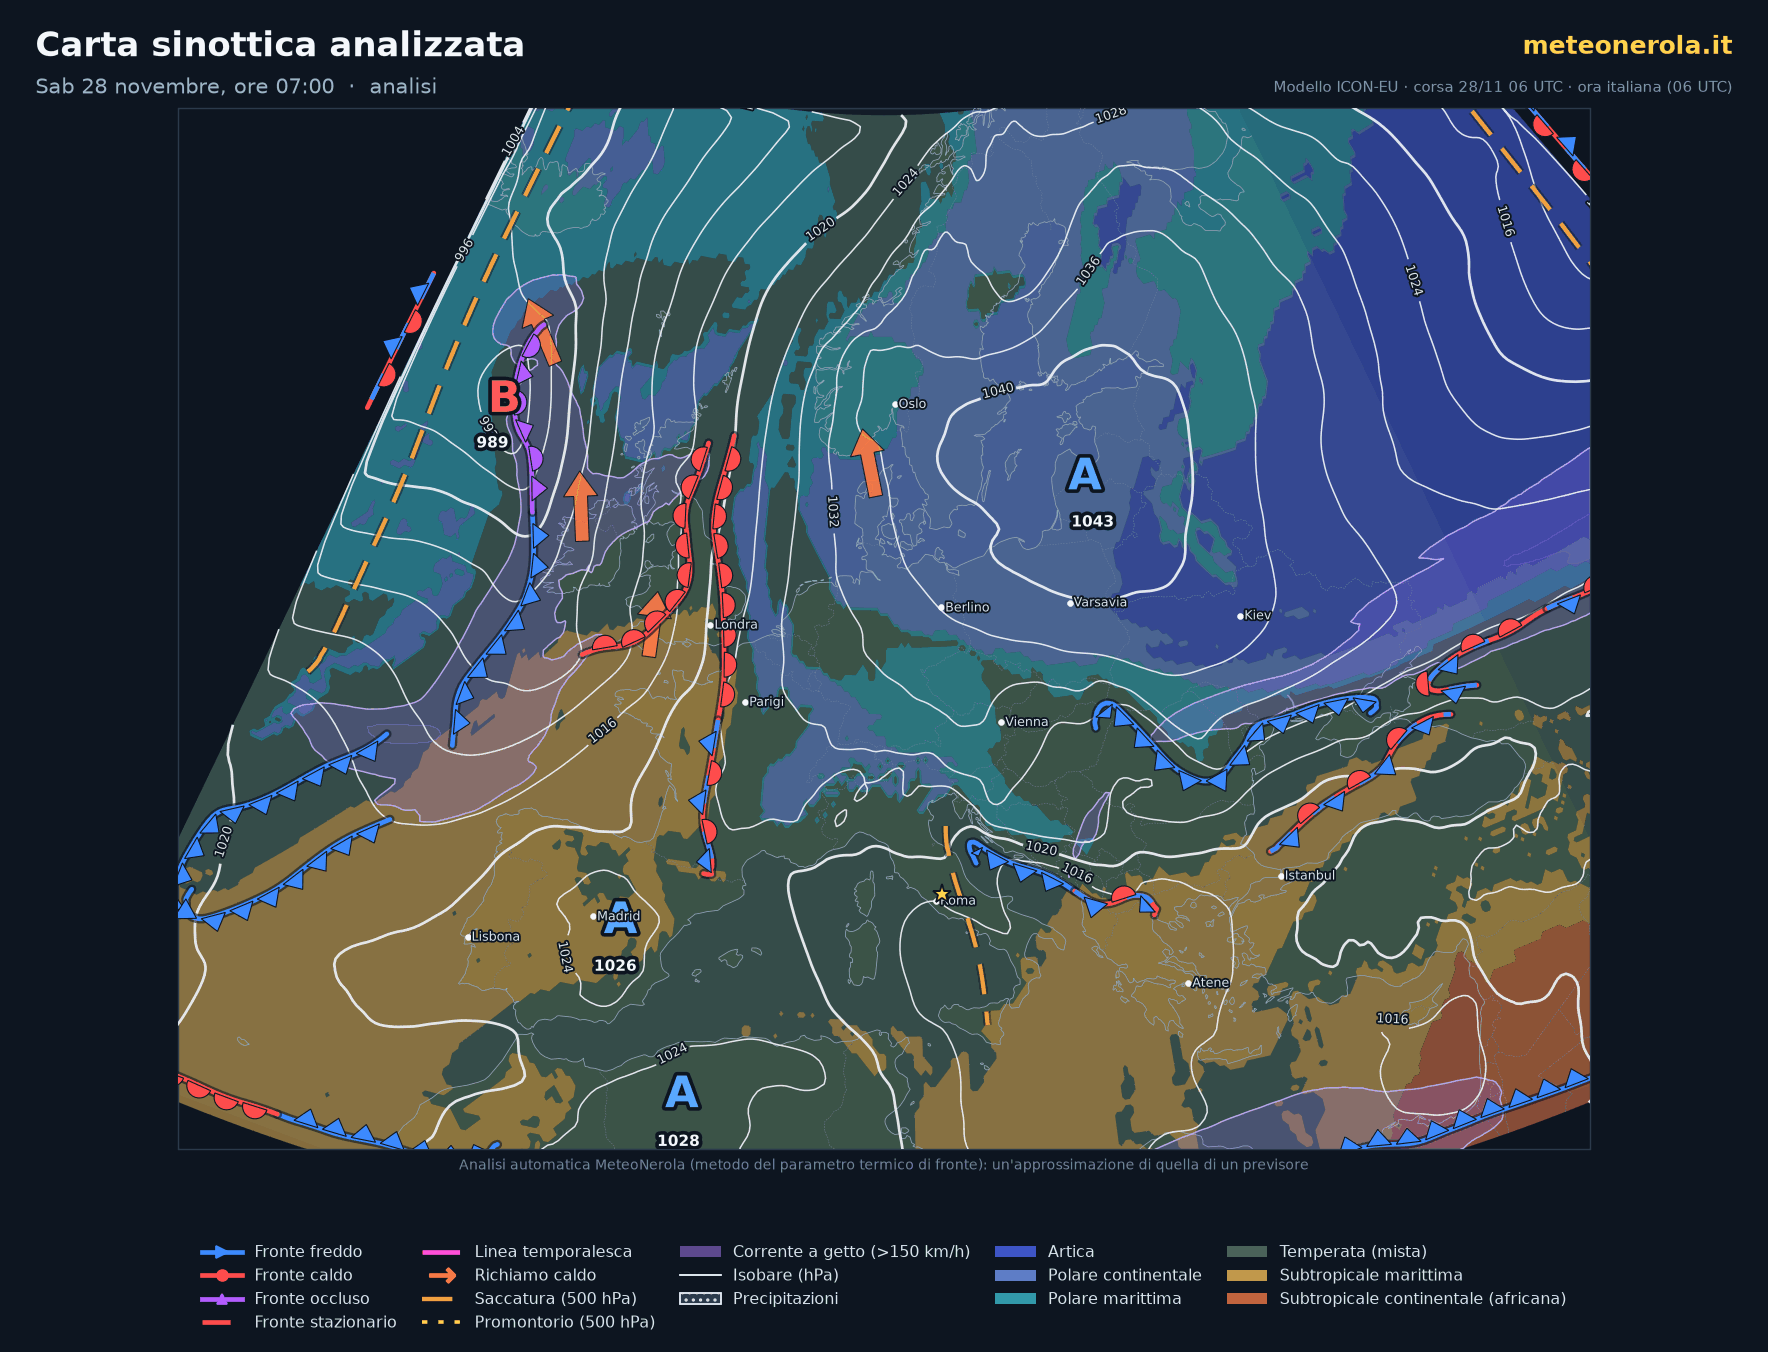 Carta sinottica analizzata
meteonerola.it
Sab 28 novembre, ore 07:00 · analisi
Modello ICON-EU · corsa 28/11 06 UTC · ora italiana (06 UTC)
1004
1028
1024
996
1020
1016
1036
1024
B
989
1040
Oslo
A
1043
1032
Berlino
Varsavia
Kiev
Londra
Parigi
Vienna
1016
1020
1020
1016
Istanbul
Roma
Madrid
A
Lisbona
1024
1026
Atene
1016
1024
A
1028
Analisi automatica MeteoNerola (metodo del parametro termico di fronte): un'approssimazione di quella di un previsore
Fronte freddo
Fronte caldo
Fronte occluso
Fronte stazionario
Linea temporalesca
Richiamo caldo
Saccatura (500 hPa)
Promontorio (500 hPa)
Corrente a getto (>150 km/h)
Isobare (hPa)
Precipitazioni
Artica
Polare continentale
Polare marittima
Temperata (mista)
Subtropicale marittima
Subtropicale continentale (africana)